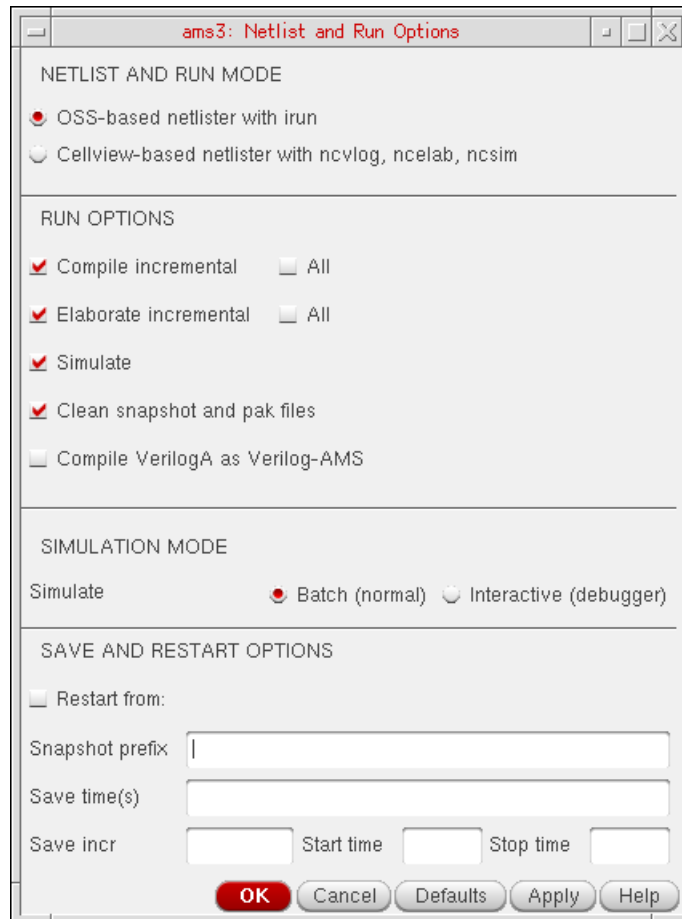 ams3: Netlist and Run Options
NETLIST AND RUN MODE
OSS-based netlister with irun
Cellview-based netlister with ncvlog, ncelab, ncsim
RUN OPTIONS
Compile incremental All
Elaborate incremental All
Simulate
Clean snapshot and pak files
Compile VerilogA as Verilog-AMS
SIMULATION MODE
Simulate Batch (normal) Interactive (debugger)
SAVE AND RESTART OPTIONS
Restart from:
Snapshot prefix
Save time(s)
Save incr Start time Stop time
OK Cancel Defaults Apply Help